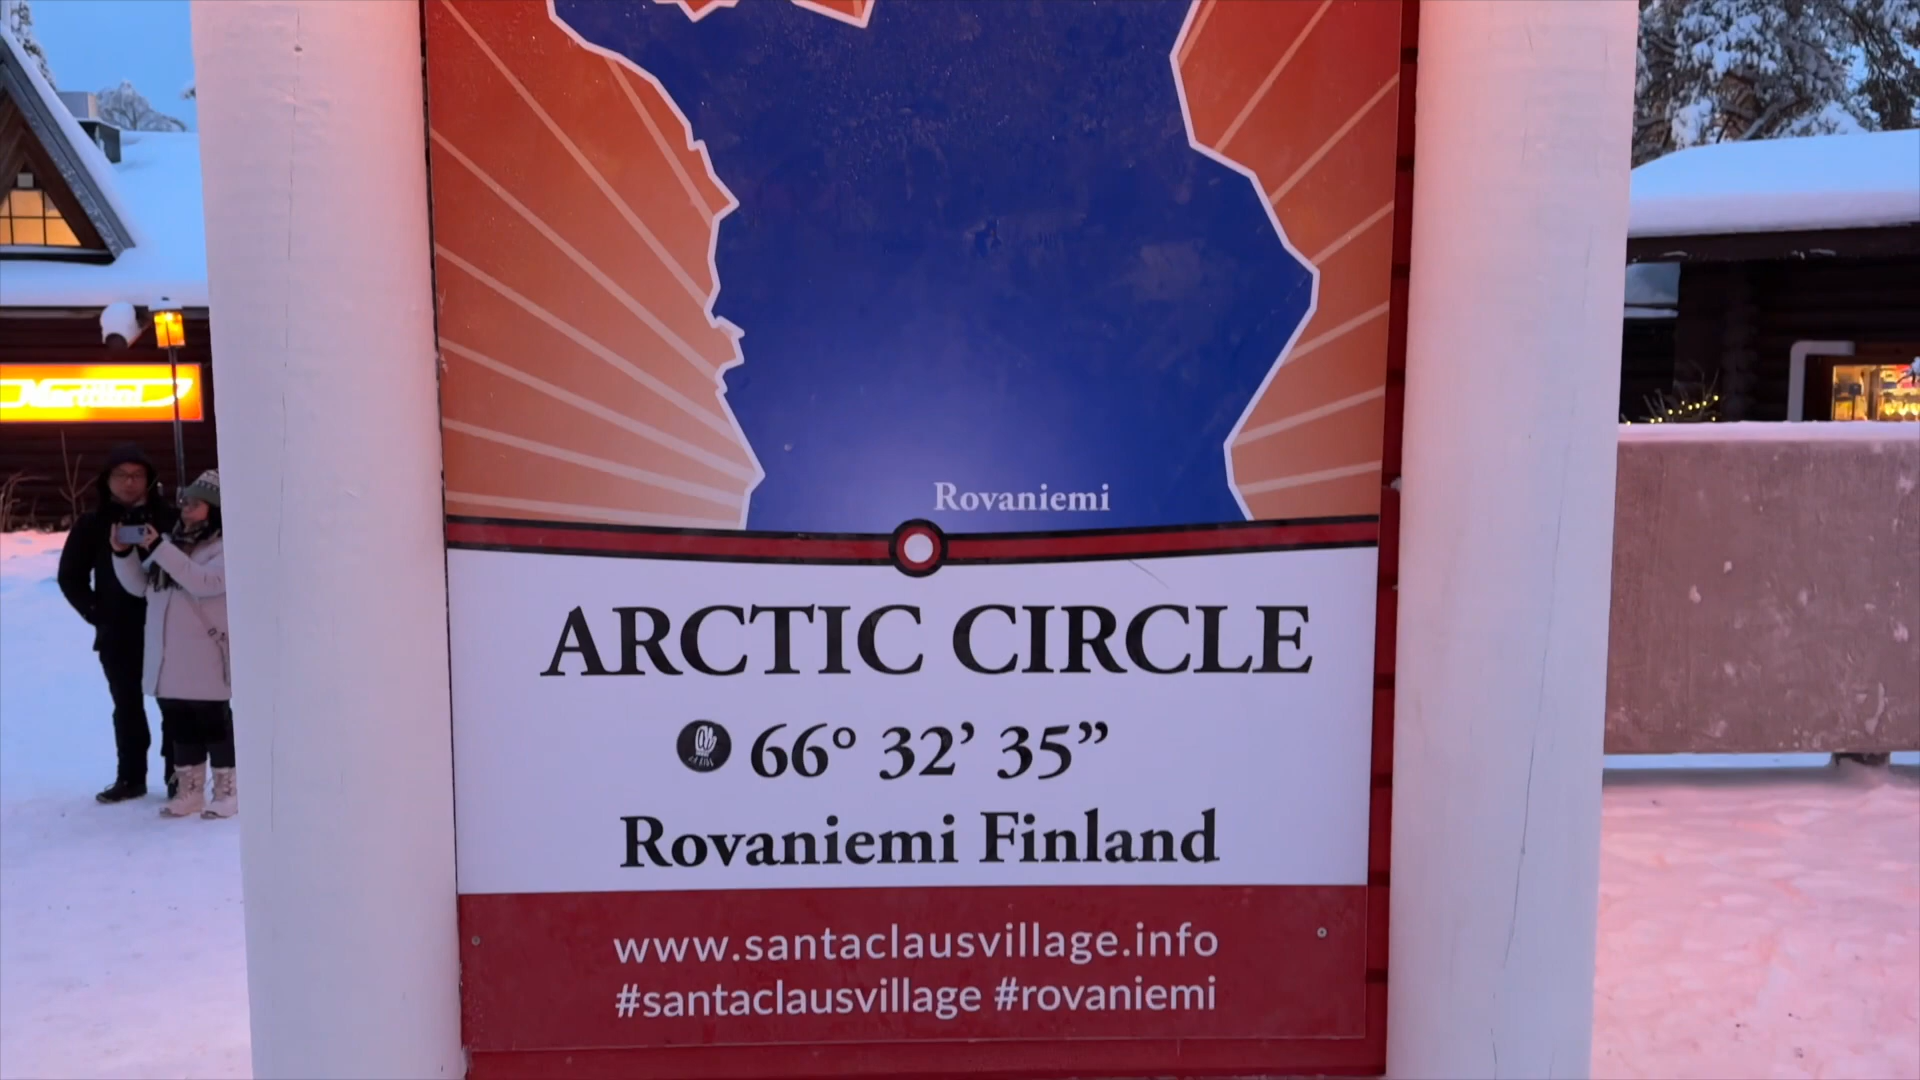 Rovaniemi
ARCTIC CIRCLE
66° 32’ 35”
Rovaniemi Finland
www.santaclausvillage.info
#santaclausvillage #rovaniemi